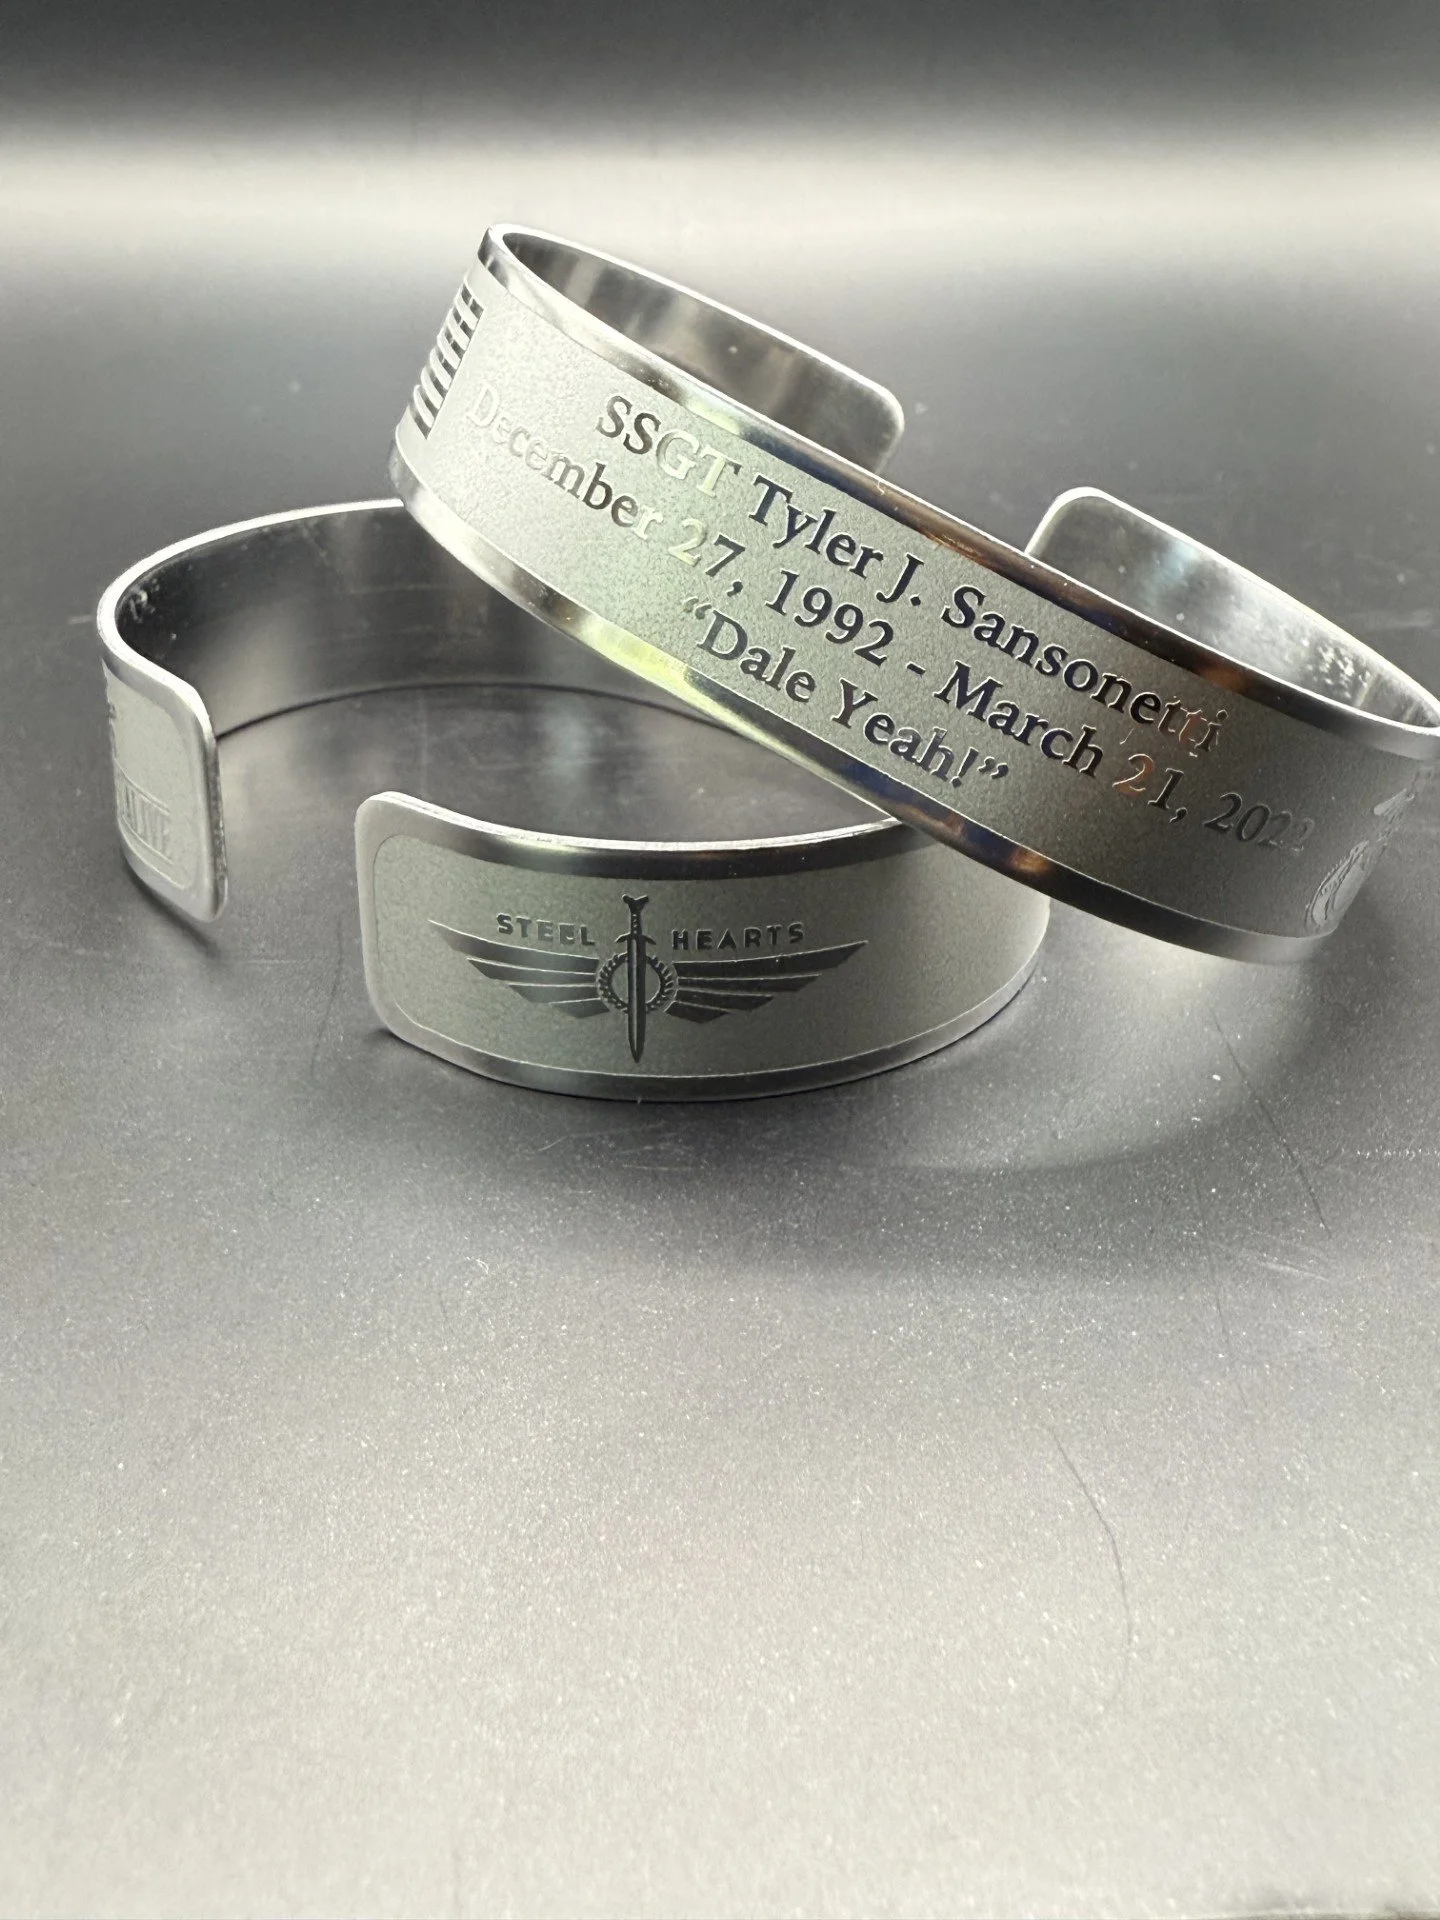 SSGT Tyler J. Sansonetti
December 27, 1992 - March 21, 2022
“Dale Yeah!”
STEEL HEARTS